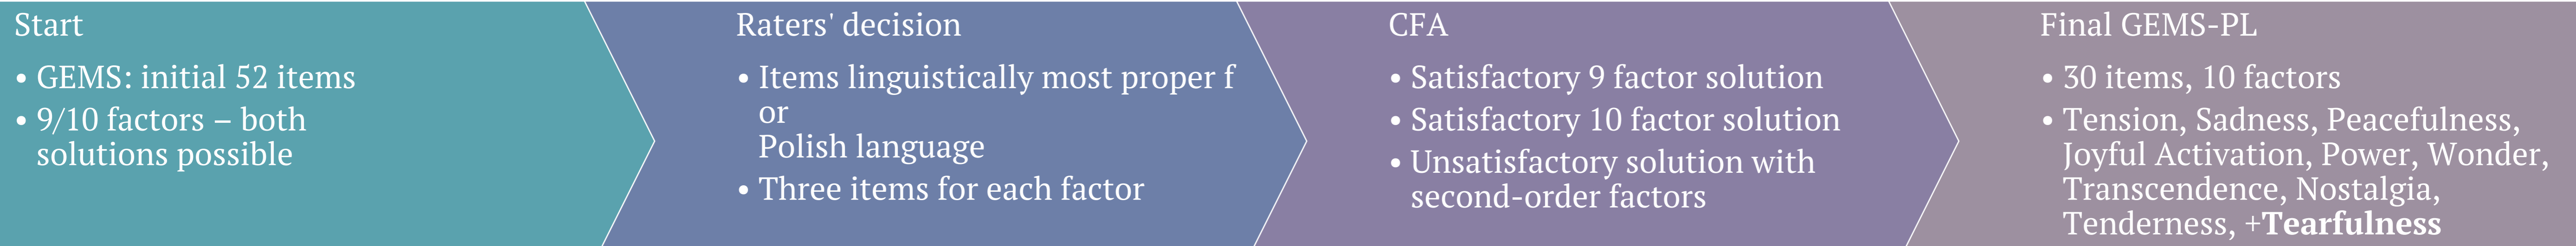 Start
• GEMS: initial 52 items
• 9/10 factors – both
solutions possible
Raters' decision
• Items linguistically most proper f
or
Polish language
• Three items for each factor
CFA
• Satisfactory 9 factor solution
• Satisfactory 10 factor solution
• Unsatisfactory solution with
second-order factors
Final GEMS-PL
• 30 items, 10 factors
• Tension, Sadness, Peacefulness,
Joyful Activation, Power, Wonder,
Transcendence, Nostalgia,
Tenderness, +Tearfulness